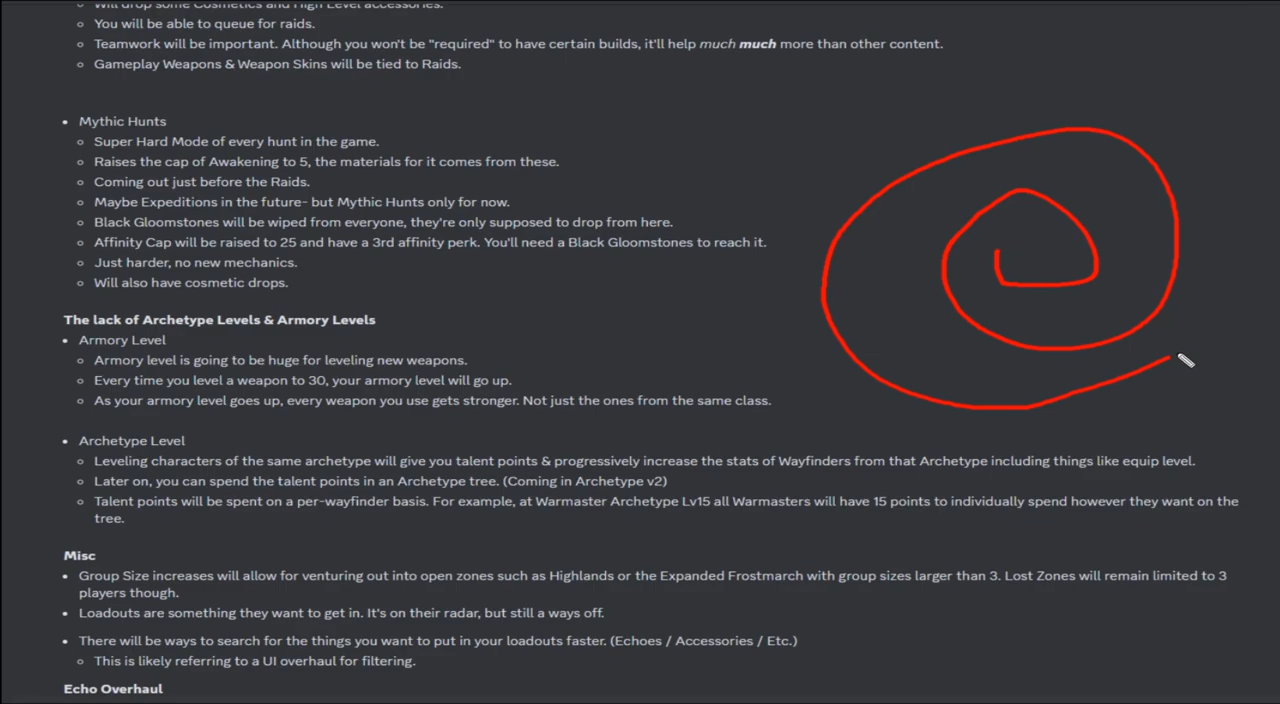 Will drop some Cosmetics and High Level accessories.
You will be able to queue for raids.
Teamwork will be important. Although you won't be "required" to have certain builds, it'll help much much more than other content.
Gameplay Weapons & Weapon Skins will be tied to Raids.
Mythic Hunts
Super Hard Mode of every hunt in the game.
Raises the cap of Awakening to 5, the materials for it comes from these.
Coming out just before the Raids.
Maybe Expeditions in the future- but Mythic Hunts only for now.
Black Gloomstones will be wiped from everyone, they're only supposed to drop from here.
Affinity Cap will be raised to 25 and have a 3rd affinity perk. You'll need a Black Gloomstones to reach it.
Just harder, no new mechanics.
Will also have cosmetic drops.
The lack of Archetype Levels & Armory Levels
Armory Level
Armory level is going to be huge for leveling new weapons.
Every time you level a weapon to 30, your armory level will go up.
As your armory level goes up, every weapon you use gets stronger. Not just the ones from the same class.
Archetype Level
Leveling characters of the same archetype will give you talent points & progressively increase the stats of Wayfinders from that Archetype including things like equip level.
Later on, you can spend the talent points in an Archetype tree. (Coming in Archetype v2)
Talent points will be spent on a per-wayfinder basis. For example, at Warmaster Archetype Lv15 all Warmasters will have 15 points to individually spend however they want on the
tree.
Misc
Group Size increases will allow for venturing out into open zones such as Highlands or the Expanded Frostmarch with group sizes larger than 3. Lost Zones will remain limited to 3
players though.
Loadouts are something they want to get in. It's on their radar, but still a ways off.
There will be ways to search for the things you want to put in your loadouts faster. (Echoes / Accessories / Etc.)
This is likely referring to a UI overhaul for filtering.
Echo Overhaul